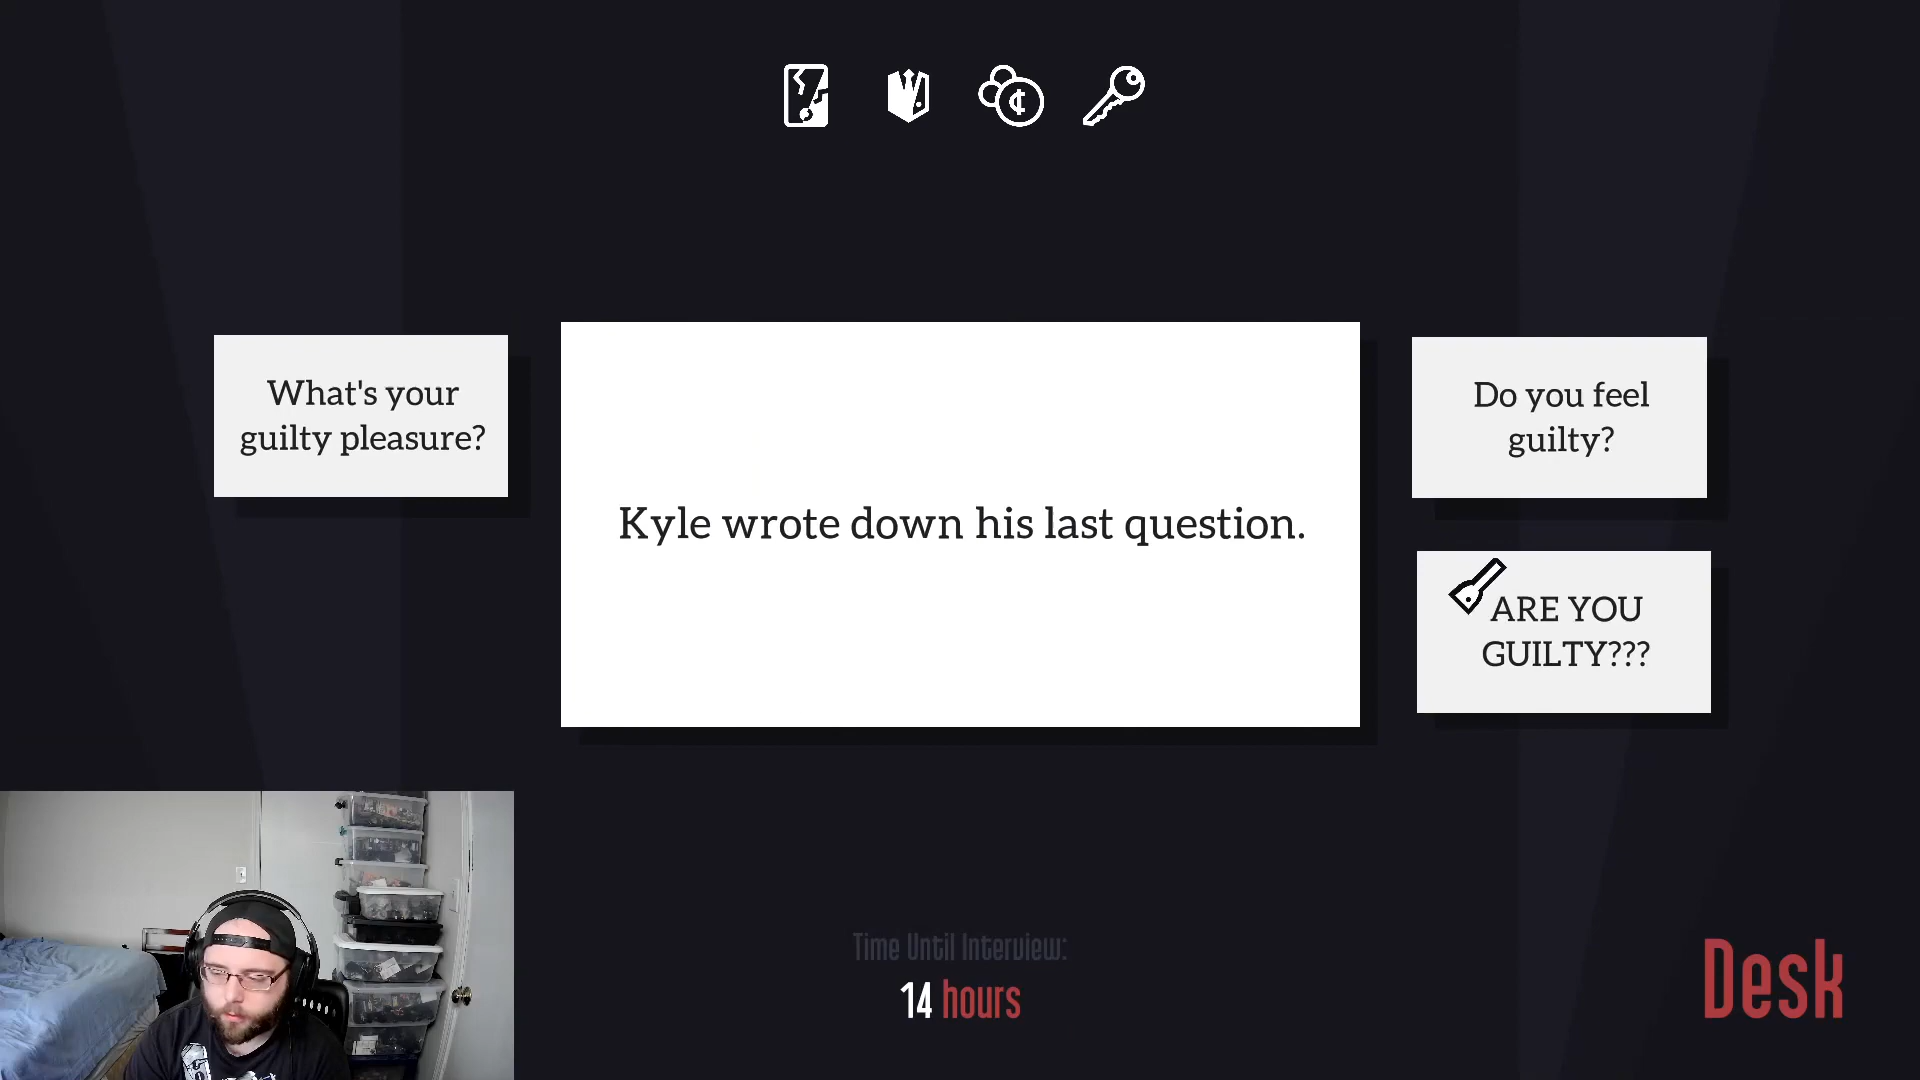 What's your
guilty pleasure?
Kyle wrote down his last question.
Do you feel
guilty?
ARE YOU
GUILTY???
Time Until Interview:
14 hours
Desk